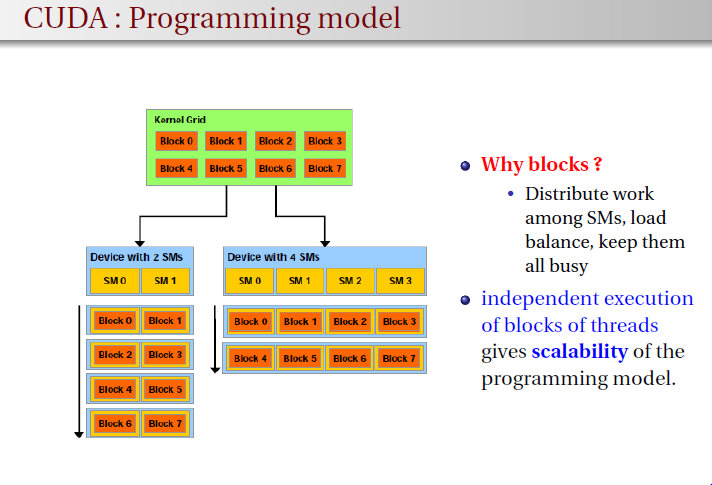 CUDA : Programming model
Kernel Grid
Block 0 Block 1 Block 2 Block 3
Block 4 Block 5 Block 6 Block 7
Device with 2 SMs
SM 0 SM 1
Block 0 Block 1
Block 2 Block 3
Block 4 Block 5
Block 6 Block 7
Device with 4 SMs
SM 0 SM 1 SM 2 SM 3
Block 0 Block 1 Block 2 Block 3
Block 4 Block 5 Block 6 Block 7
Why blocks ?
Distribute work
among SMs, load
balance, keep them
all busy
independent execution
of blocks of threads
gives scalability of the
programming model.